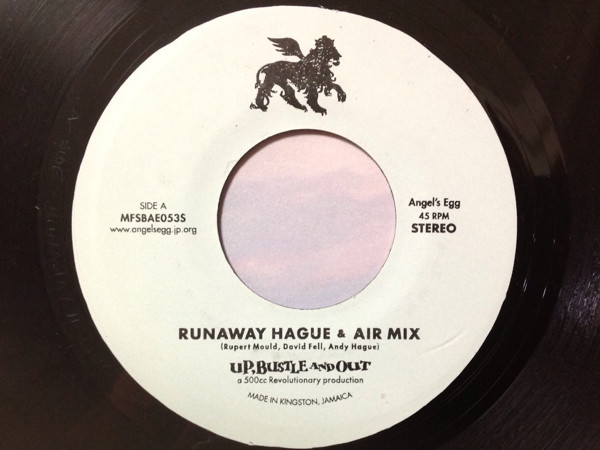 SIDE A
MFSBAE053S
www.angelsegg.jp.org
Angel's Egg
45 RPM
STEREO
RUNAWAY HAGUE & AIR MIX
(Rupert Mould, David Fell, Andy Hague)
UP, BUSTLE AND OUT
a 500cc Revolutionary production
MADE IN KINGSTON, JAMAICA